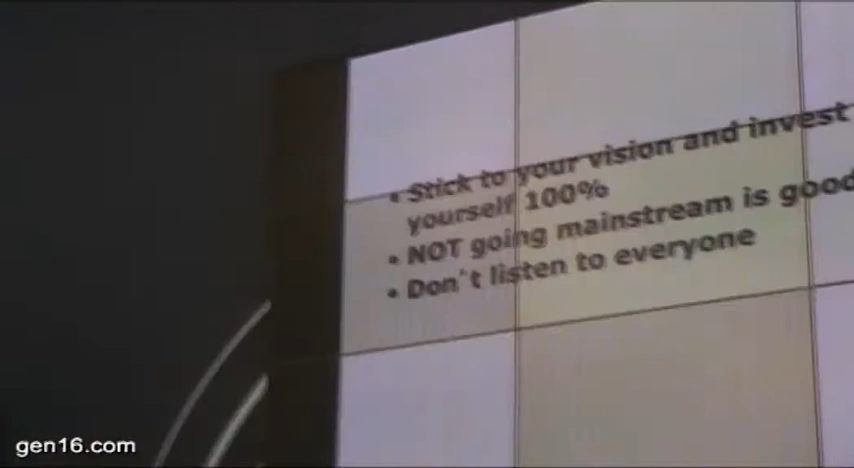 • Stick to your vision and invest
yourself 100%
• NOT going mainstream is good
• Don't listen to everyone
gen16.com